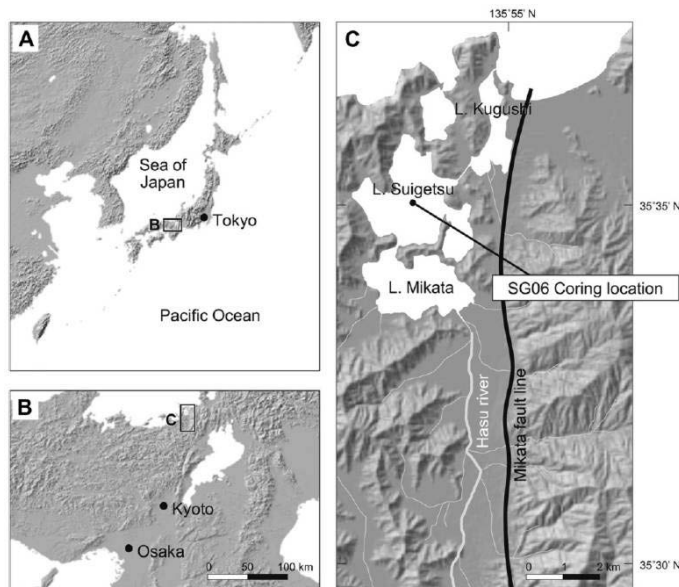 A
Sea of
Japan
B
Tokyo
Pacific Ocean
B
C
Kyoto
Osaka
0 50 100 km
135˚55´ N
C
L. Kugushi
L. Suigetsu
35˚35´ N
SG06 Coring location
L. Mikata
Hasu river
Mikata fault line
0 1 2 km
35˚30´ N